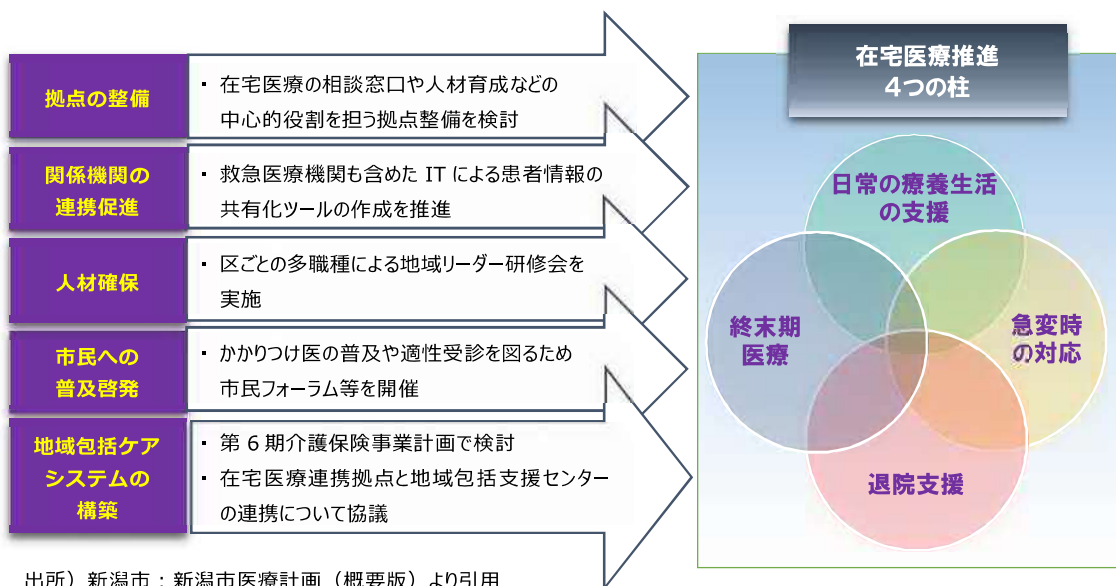 拠点の整備
・ 在宅医療の相談窓口や人材育成などの
中心的役割を担う拠点整備を検討
関係機関の
連携促進
・ 救急医療機関も含めた IT による患者情報の
共有化ツールの作成を推進
人材確保
・ 区ごとの多職種による地域リーダー研修会を
実施
市民への
普及啓発
・ かかりつけ医の普及や適性受診を図るため
市民フォーラム等を開催
地域包括ケア
システムの
構築
・ 第 6 期介護保険事業計画で検討
・ 在宅医療連携拠点と地域包括支援センター
の連携について協議
在宅医療推進
4つの柱
日常の療養生活
の支援
終末期
医療
急変時
の対応
退院支援
出所）新潟市：新潟市医療計画（概要版）より引用